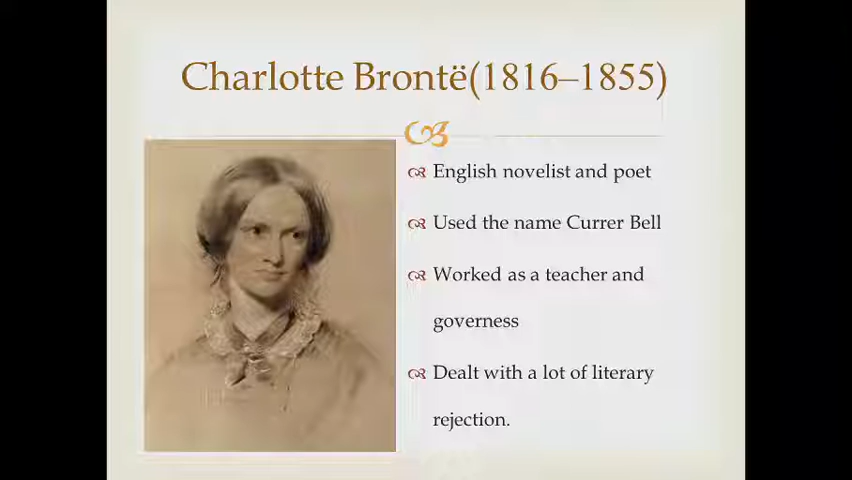 Charlotte Brontë(1816–1855)
English novelist and poet
Used the name Currer Bell
Worked as a teacher and
governess
Dealt with a lot of literary
rejection.